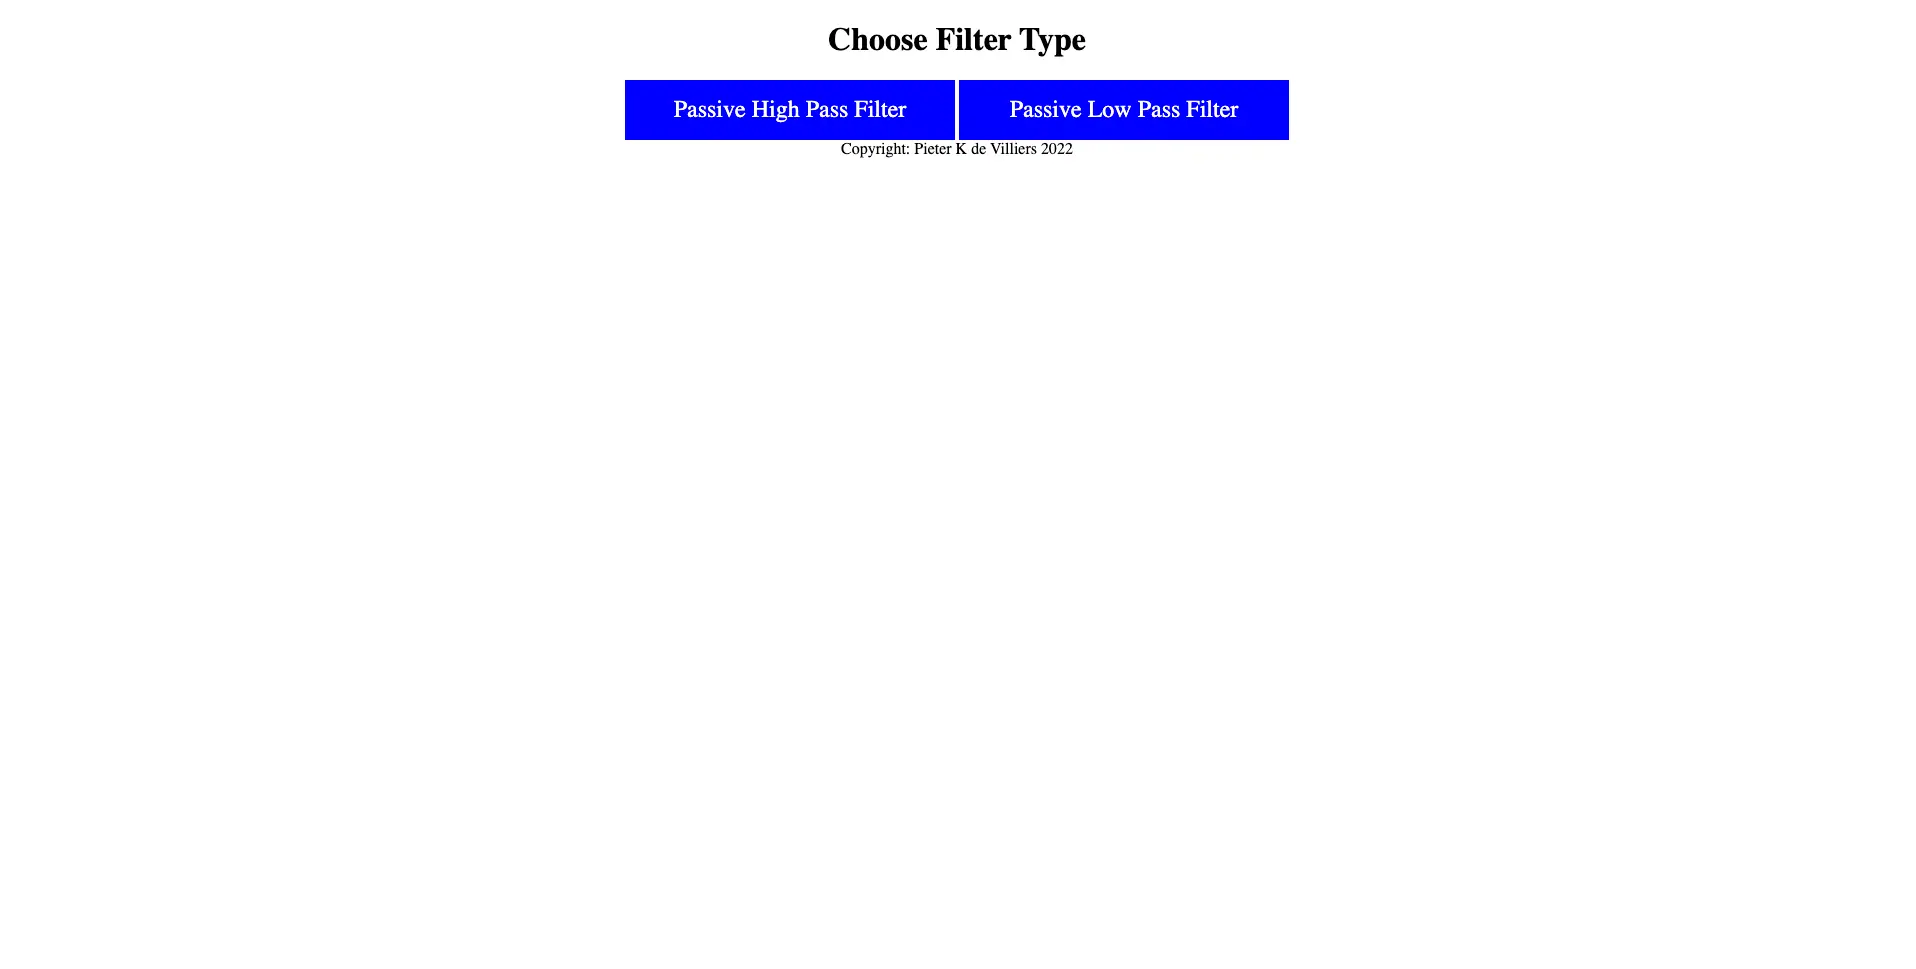 Choose Filter Type
Passive High Pass Filter
Passive Low Pass Filter
Copyright: Pieter K de Villiers 2022